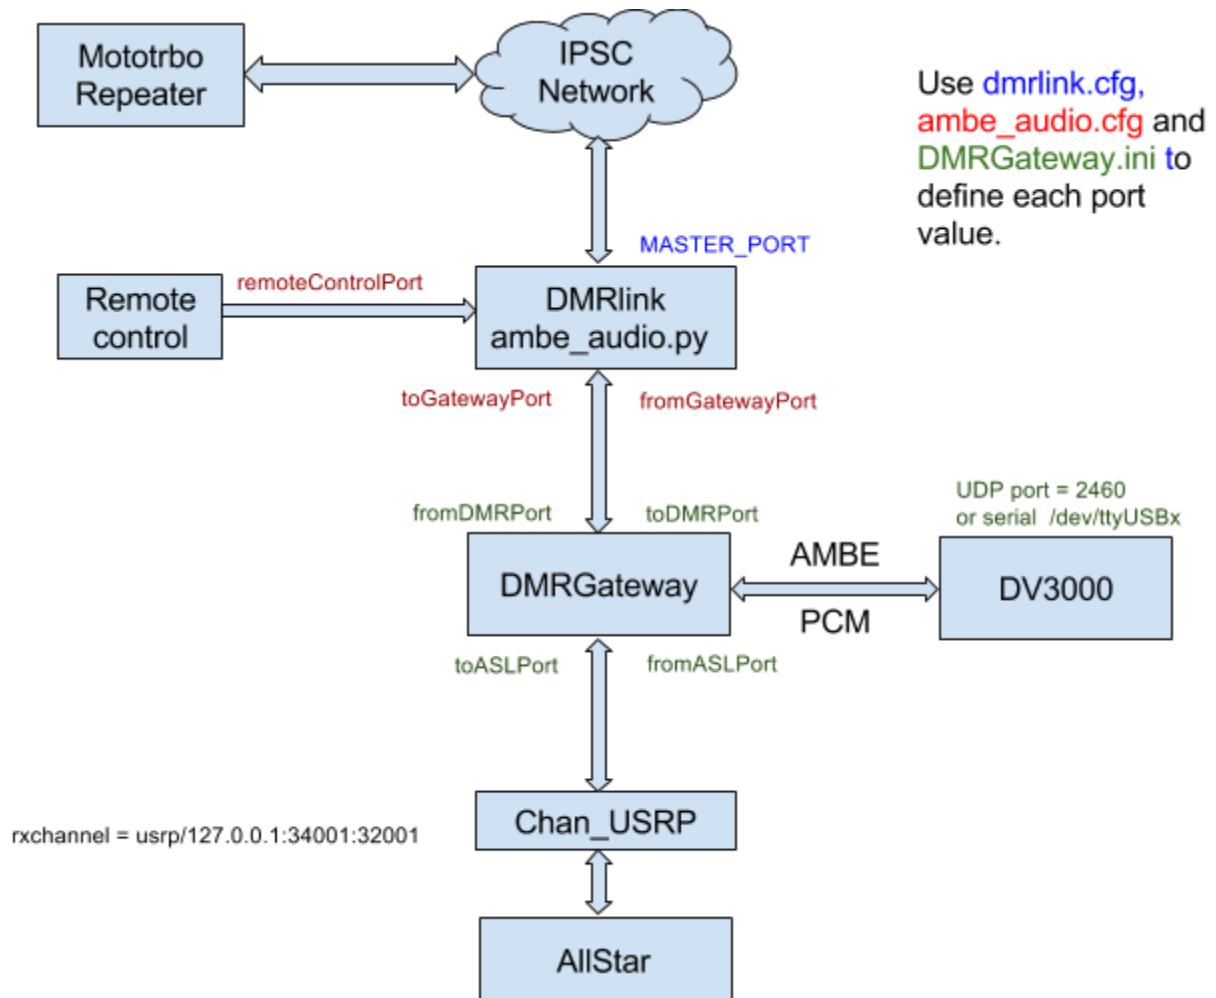 Mototrbo
Repeater
IPSC
Network
Use dmrlink.cfg,
ambe_audio.cfg and
DMRGateway.ini to
define each port
value.
MASTER_PORT
remoteControlPort
Remote
control
DMRlink
ambe_audio.py
toGatewayPort
fromGatewayPort
fromDMRPort
toDMRPort
UDP port = 2460
or serial /dev/ttyUSBx
DMRGateway
AMBE
PCM
DV3000
toASLPort
fromASLPort
Chan_USRP
rxchannel = usrp/127.0.0.1:34001:32001
AllStar